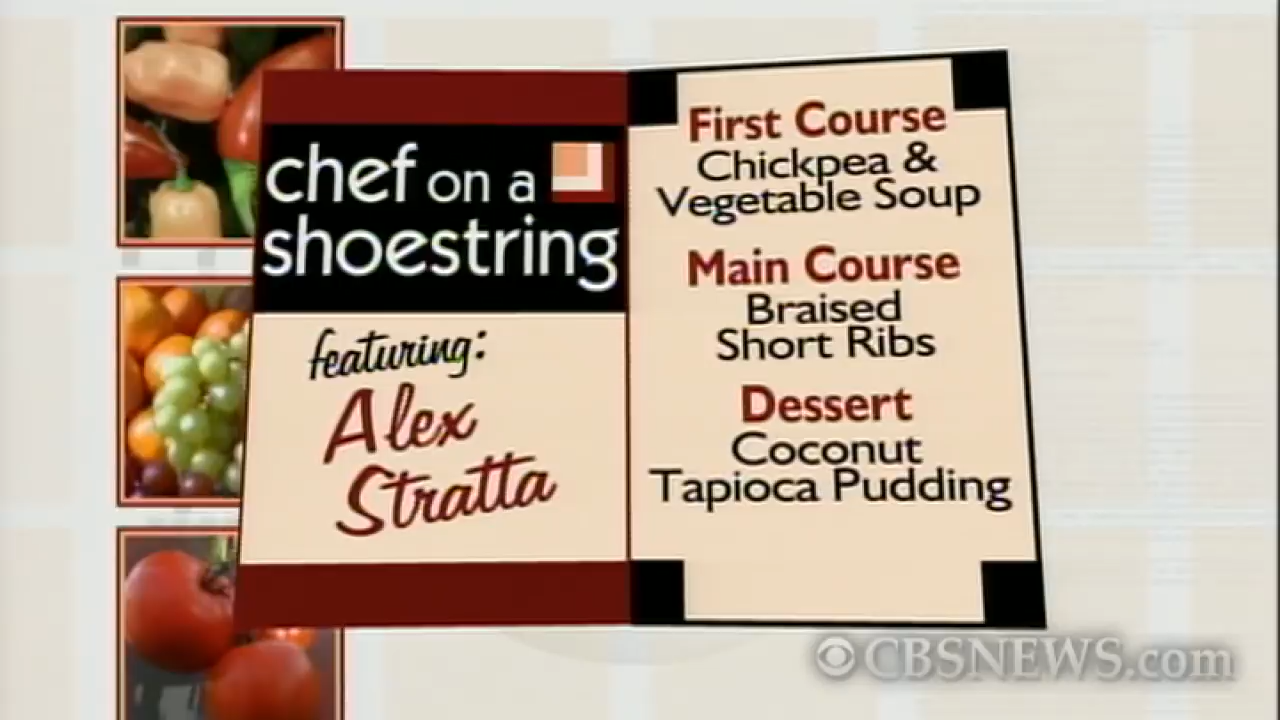 chef on a
shoestring
featuring:
Alex
Stratta
First Course
Chickpea &
Vegetable Soup
Main Course
Braised
Short Ribs
Dessert
Coconut
Tapioca Pudding
CBSNEWS.com